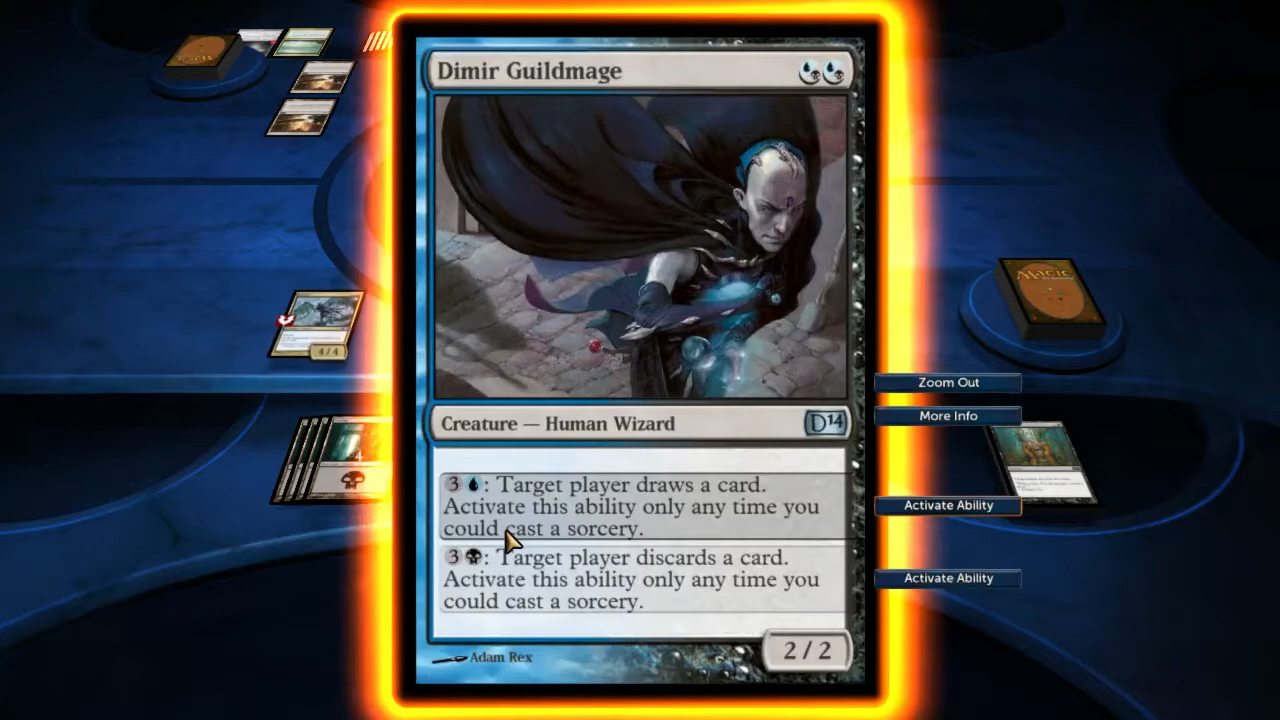 Dimir Guildmage
Magic
4/4
Zoom Out
More Info
Creature — Human Wizard
D14
4
Activate Ability
3 : Target player draws a card.
Activate this ability only any time you
could cast a sorcery.
3 : Target player discards a card.
Activate this ability only any time you
could cast a sorcery.
Activate Ability
2 / 2
Adam Rex